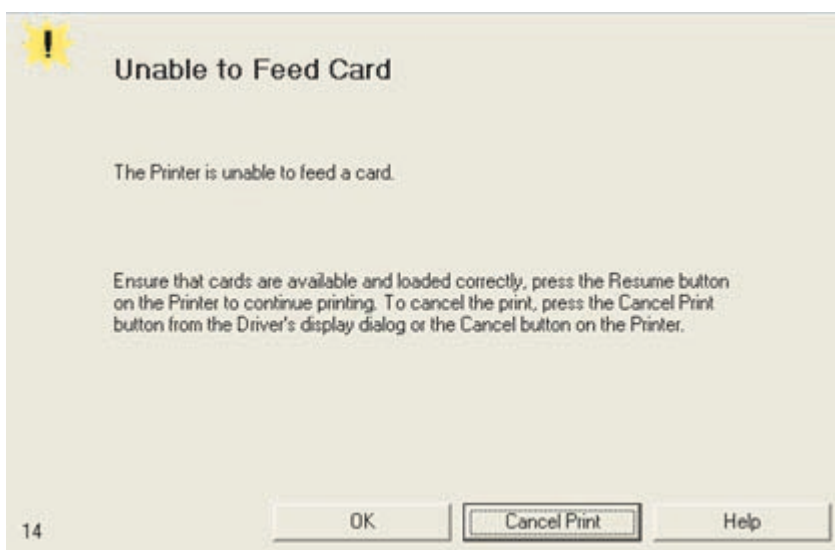 !
Unable to Feed Card
The Printer is unable to feed a card.
Ensure that cards are available and loaded correctly, press the Resume button
on the Printer to continue printing. To cancel the print, press the Cancel Print
button from the Driver's display dialog or the Cancel button on the Printer.
14
OK
Cancel Print
Help